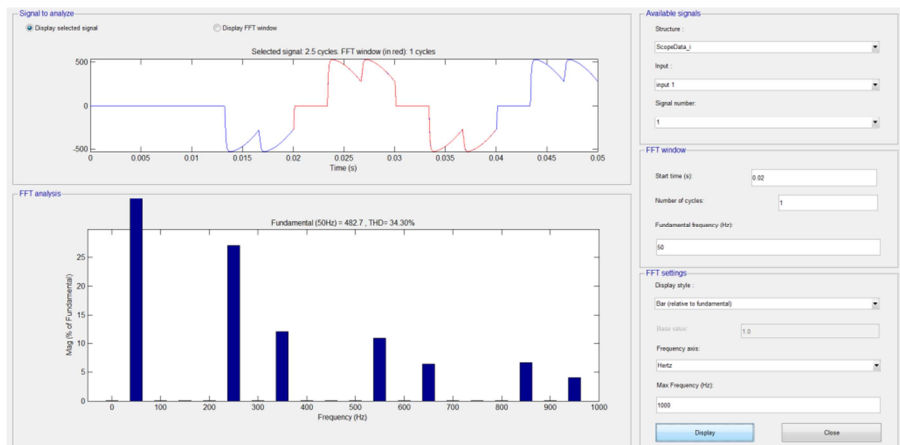 Signal to analyze
Display selected signal
Display FFT window
Selected signal: 2.5 cycles. FFT window (in red): 1 cycles
500
0
-500
0 0.005 0.01 0.015 0.02 0.025 0.03 0.035 0.04 0.045 0.05
Time (s)
FFT analysis
Fundamental (50Hz) = 482.7 , THD= 34.30%
Mag (% of Fundamental)
25
20
15
10
5
0
0 100 200 300 400 500 600 700 800 900 1000
Frequency (Hz)
Available signals
Structure :
ScopeData_i
Input :
input 1
Signal number:
1
FFT window
Start time (s): 0.02
Number of cycles: 1
Fundamental frequency (Hz):
50
FFT settings
Display style :
Bar (relative to fundamental)
Base value: 1.0
Frequency axis:
Hertz
Max Frequency (Hz):
1000
Display
Close